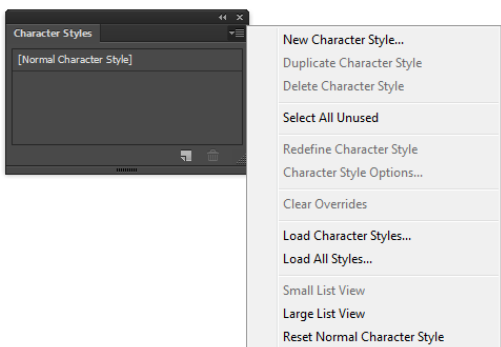 Character Styles
[Normal Character Style]
New Character Style...
Duplicate Character Style
Delete Character Style
Select All Unused
Redefine Character Style
Character Style Options...
Clear Overrides
Load Character Styles...
Load All Styles...
Small List View
Large List View
Reset Normal Character Style